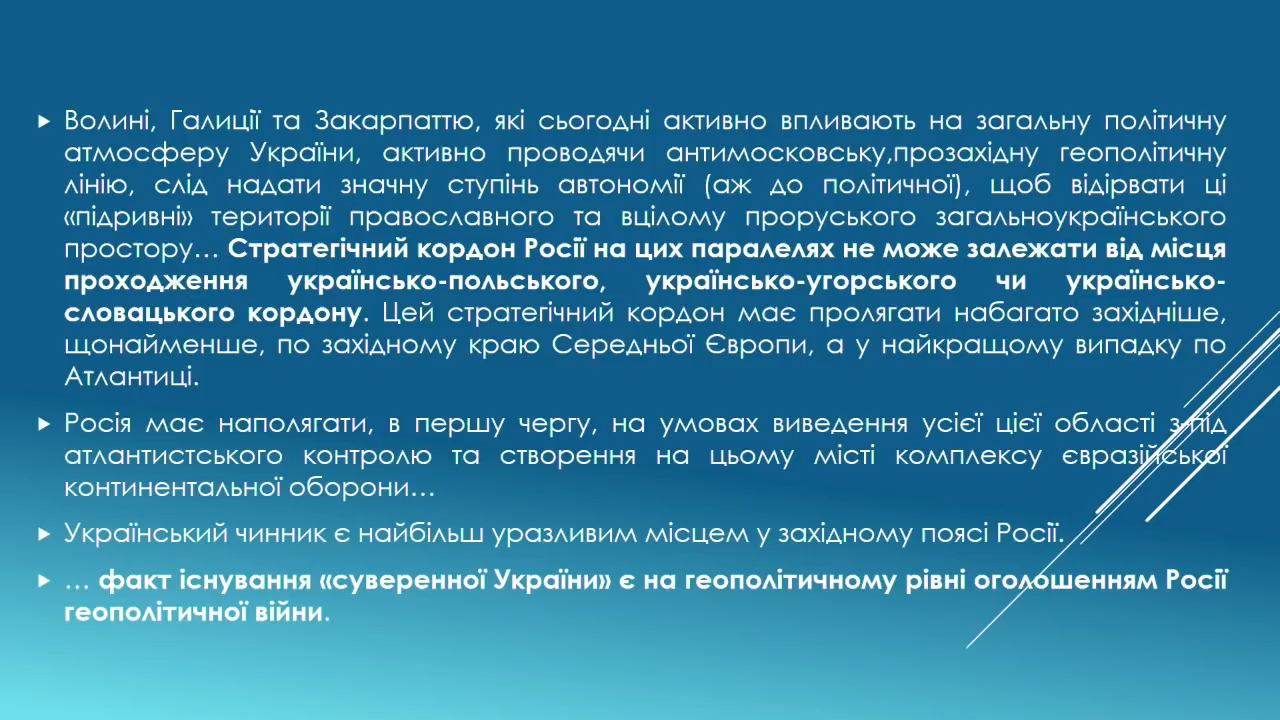 Волині, Галиції та Закарпаттю, які сьогодні активно впливають на загальну політичну
атмосферу України, активно проводячи антимосковську,прозахідну геополітичну
лінію, слід надати значну ступінь автономії (аж до політичної), щоб відірвати ці
«підривні» території православного та вцілому проруського загальноукраїнського
простору… Стратегічний кордон Росії на цих паралелях не може залежати від місця
проходження українсько-польського, українсько-угорського чи українсько-
словацького кордону. Цей стратегічний кордон має пролягати набагато західніше,
щонайменше, по західному краю Середньої Європи, а у найкращому випадку по
Атлантиці.
Росія має наполягати, в першу чергу, на умовах виведення усієї цієї області з-під
атлантистського контролю та створення на цьому місті комплексу євразійської
континентальної оборони…
Український чинник є найбільш уразливим місцем у західному поясі Росії.
… факт існування «суверенної України» є на геополітичному рівні оголошенням Росії
геополітичної війни.